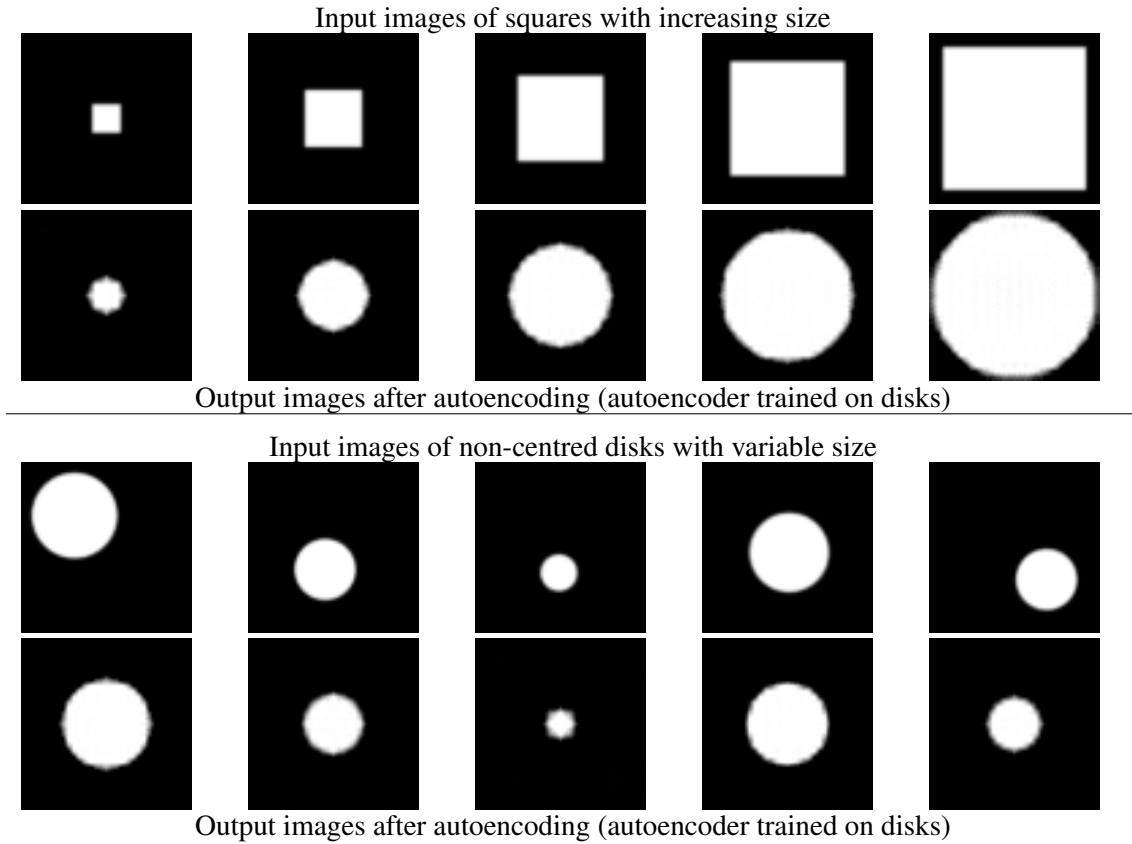 Input images of squares with increasing size
Output images after autoencoding (autoencoder trained on disks)
Input images of non-centred disks with variable size
Output images after autoencoding (autoencoder trained on disks)